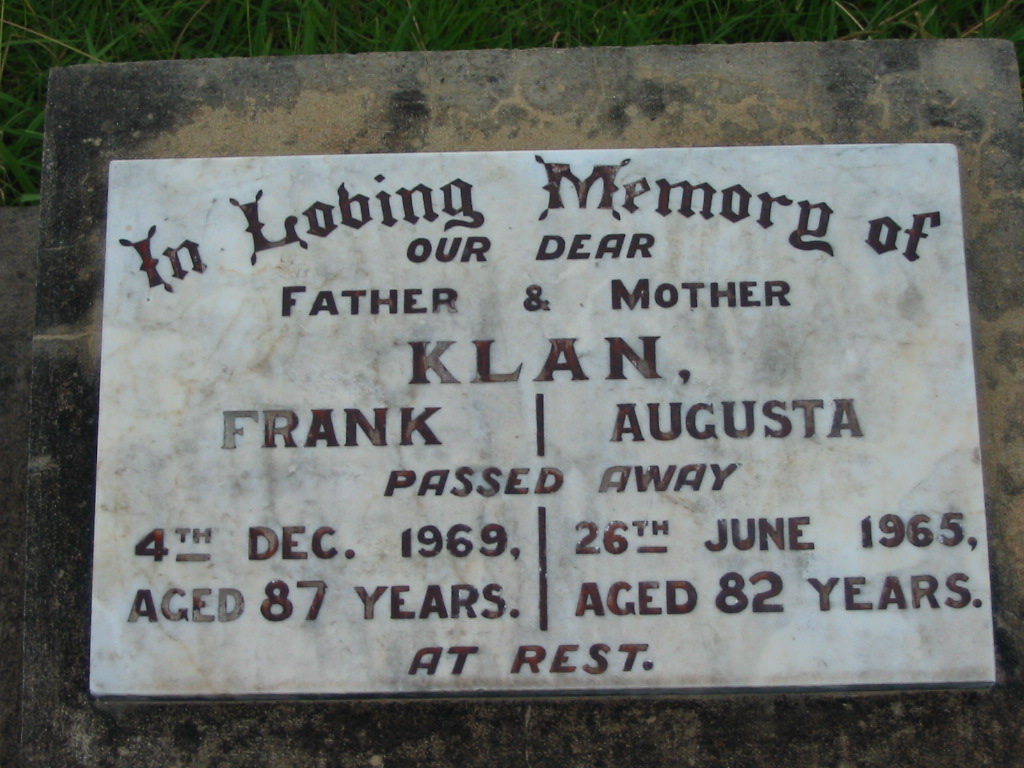 In Loving Memory of
OUR DEAR
FATHER & MOTHER
KLAN,
FRANK | AUGUSTA
PASSED AWAY
4TH DEC. 1969, | 26TH JUNE 1965,
AGED 87 YEARS. | AGED 82 YEARS.
AT REST.